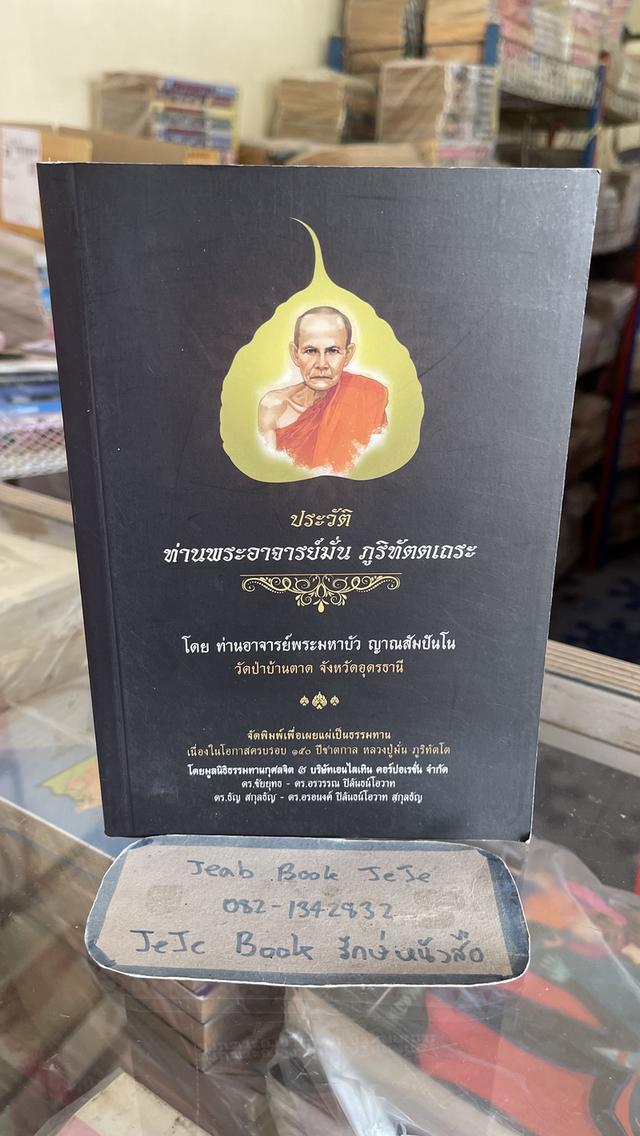 ประวัติ
ท่านพระอาจารย์มั่น ภูริทัตตเถระ
โดย ท่านอาจารย์พระมหาบัว ญาณสัมปันโน
วัดป่าบ้านตาด จังหวัดอุดรธานี
จัดพิมพ์เพื่อเผยแผ่เป็นธรรมทาน
เนื่องในโอกาสครบรอบ ๑๕๐ ปีชาตกาล หลวงปู่มั่น ภูริทัตโต
โดยมูลนิธิธรรมทานกุศลจิต & บริษัทเอนไลเทิน คอร์ปอเรชั่น จำกัด
ดร.ชัยยุทธ - ดร.อรวรรณ ปิลันธน์โอวาท
ดร.ธัญ สกุลธัญ - ดร.อรอนงค์ ปิลันธน์โอวาท สกุลธัญ
Jeab Book JeJe
082-1342932
JeJe Book รักษ์หนัวสือ